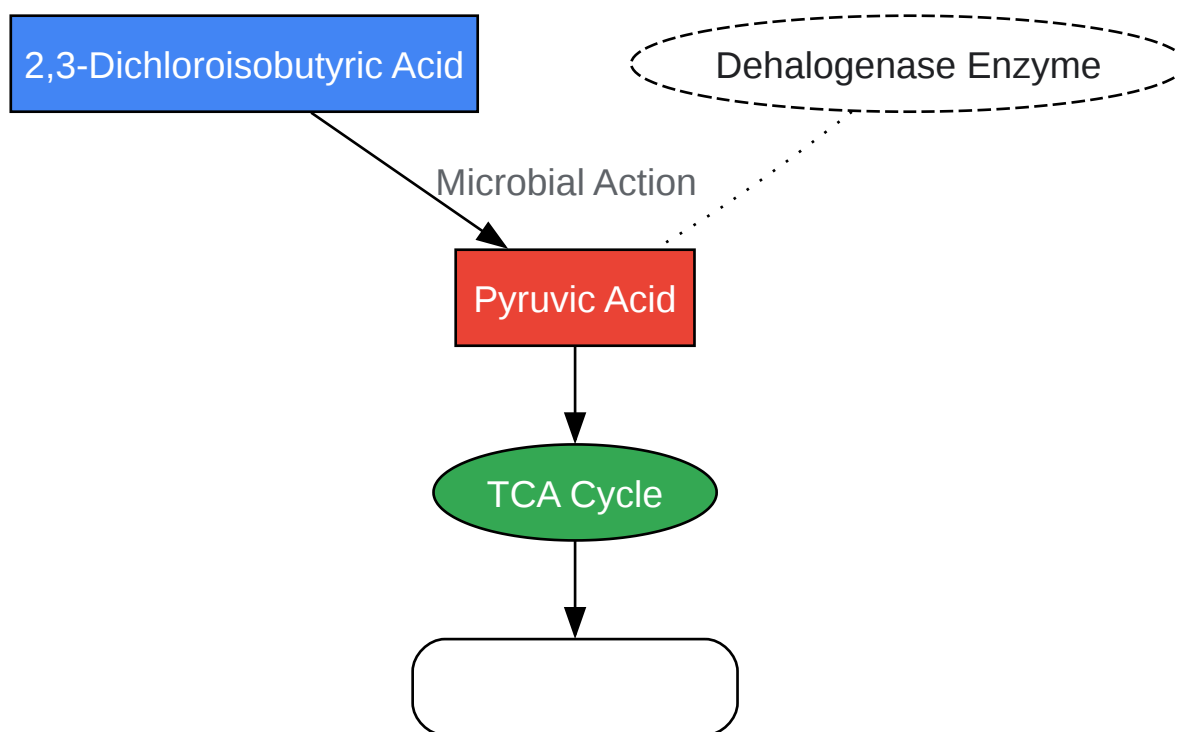 2,3-Dichloroisobutyric Acid
Dehalogenase Enzyme
Microbial Action
Pyruvic Acid
TCA Cycle